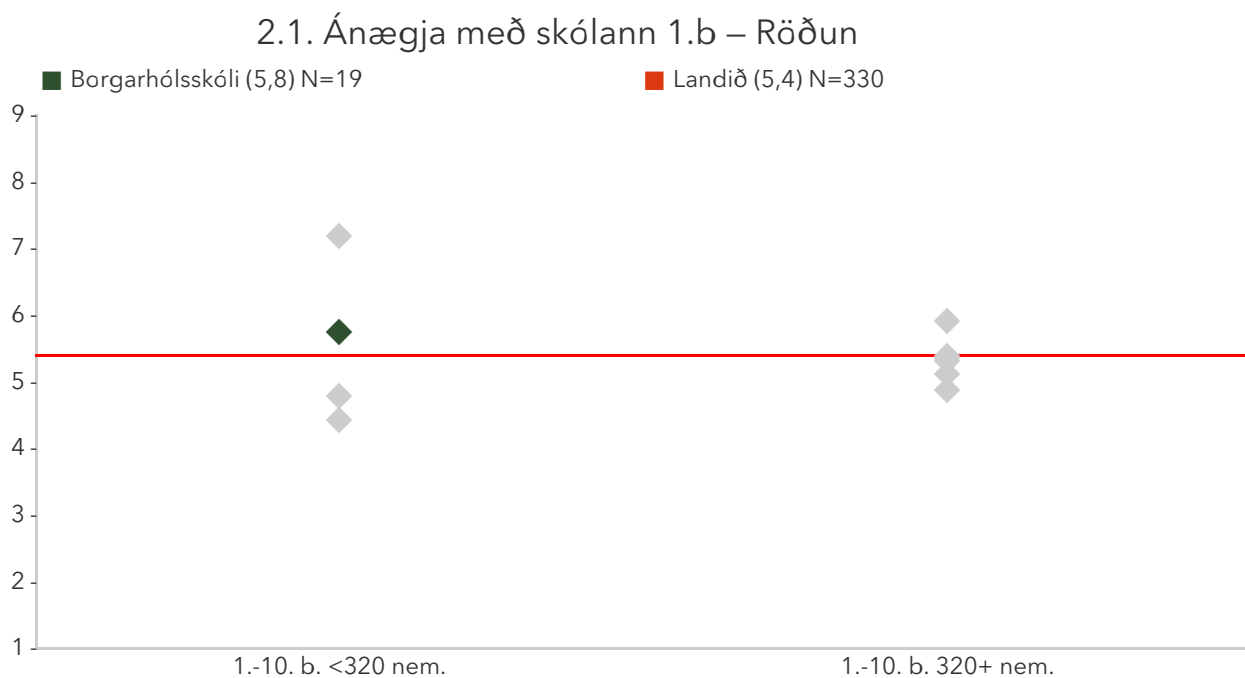 2.1. Ánægja með skólann 1.b – Röðun
Borgarhólsskóli (5,8) N=19
Landið (5,4) N=330
9
8
7
6
5
4
3
2
1
1.-10. b. <320 nem.
1.-10. b. 320+ nem.